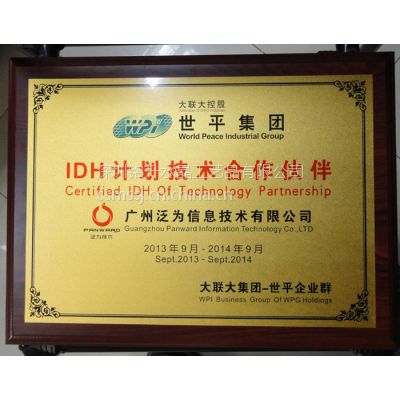 大联大控股
WPi
世平集团
World Peace Industrial Group
IDH计划技术合作伙伴
Certified IDH Of Technology Partnership
PANWARD
广州泛为信息技术有限公司
Guangzhou Panward Information Technology Co.,LTD
2013年9月-2014年9月
Sept.2013 - Sept.2014
大联大集团-世平企业群
WPI Business Group Of WPG Holdings